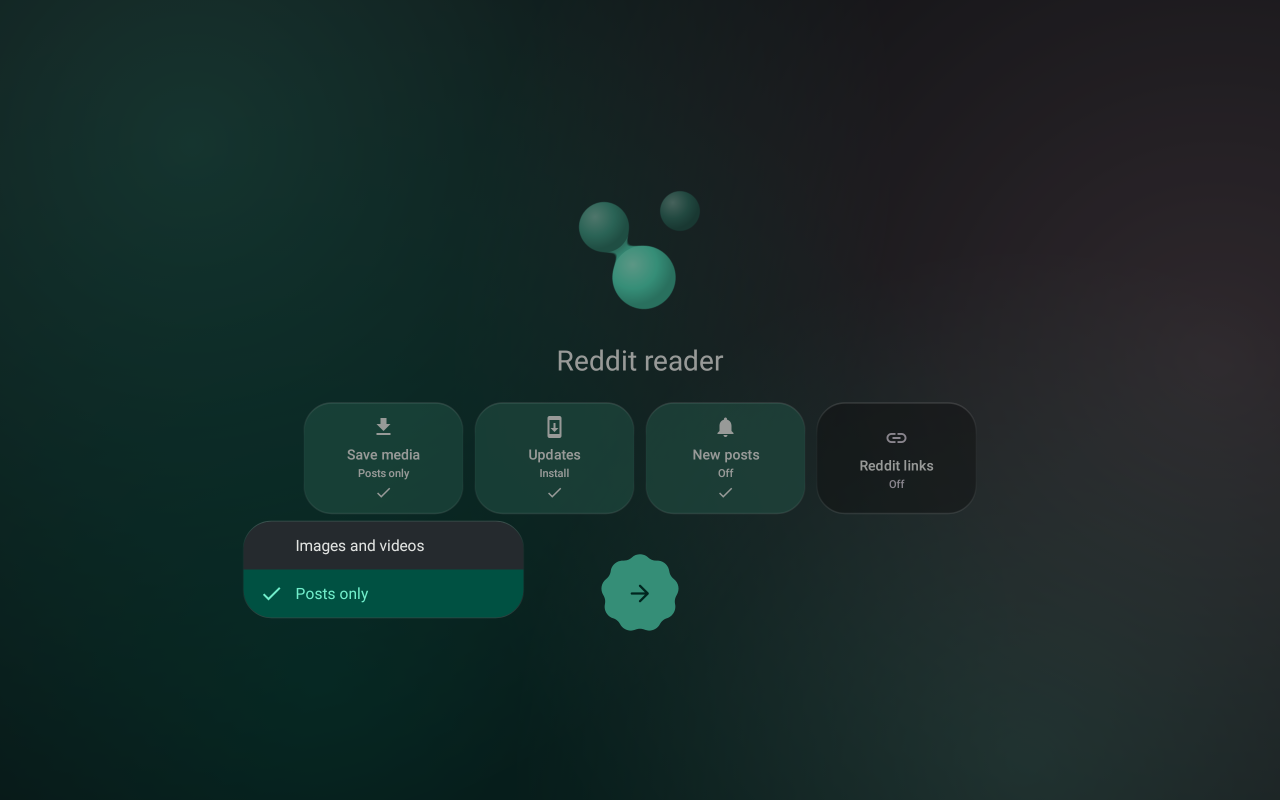 Reddit reader
Save media
Posts only
Updates
Install
New posts
Off
Reddit links
Off
Images and videos
Posts only